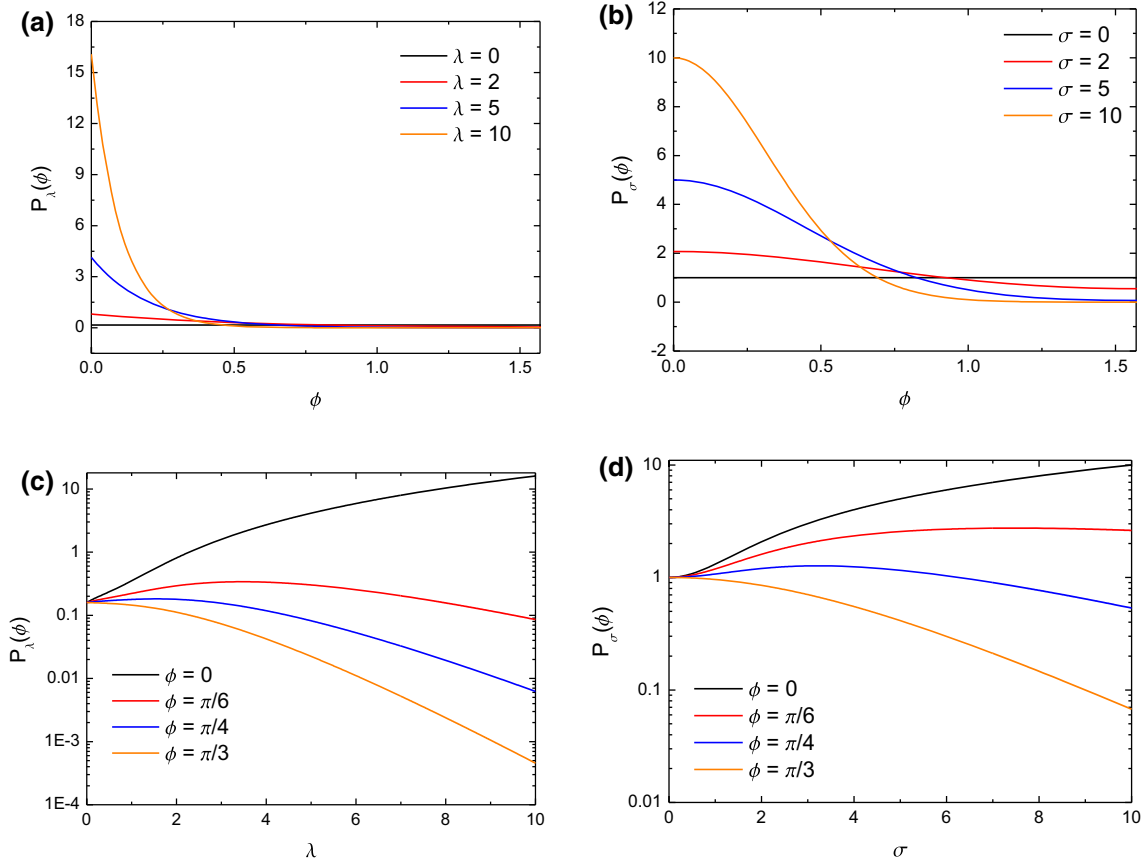 (a)
λ = 0
λ = 2
λ = 5
λ = 10
18
15
12
9
6
3
0
P_λ(ϕ)
0.0
0.5
1.0
1.5
ϕ
(b)
σ = 0
σ = 2
σ = 5
σ = 10
12
10
8
6
4
2
0
-2
P_σ(ϕ)
0.0
0.5
1.0
1.5
ϕ
(c)
10
1
0.1
0.01
1E-3
1E-4
P_λ(ϕ)
ϕ = 0
ϕ = π/6
ϕ = π/4
ϕ = π/3
0
2
4
6
8
10
λ
(d)
10
1
0.1
0.01
P_σ(ϕ)
ϕ = 0
ϕ = π/6
ϕ = π/4
ϕ = π/3
0
2
4
6
8
10
σ